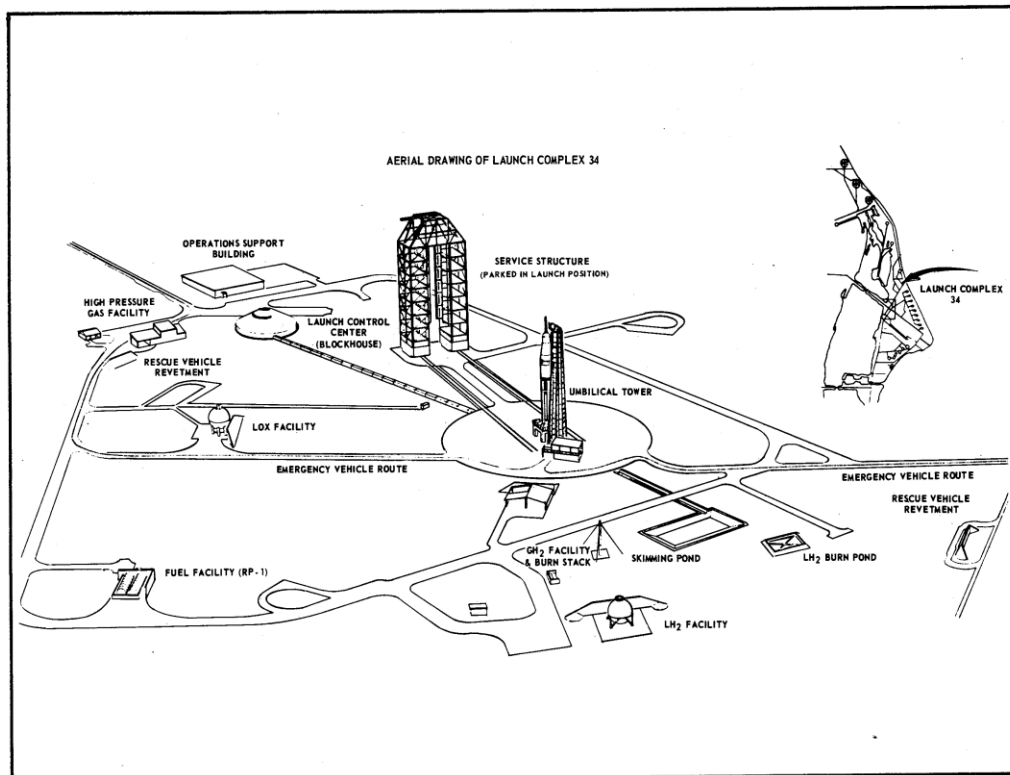 AERIAL DRAWING OF LAUNCH COMPLEX 34
OPERATIONS SUPPORT
BUILDING
SERVICE STRUCTURE
(PARKED IN LAUNCH POSITION)
LAUNCH COMPLEX
34
HIGH PRESSURE
GAS FACILITY
LAUNCH CONTROL
CENTER
(BLOCKHOUSE)
RESCUE VEHICLE
REVETMENT
UMBILICAL TOWER
LOX FACILITY
EMERGENCY VEHICLE ROUTE
EMERGENCY VEHICLE ROUTE
RESCUE VEHICLE
REVETMENT
GH2 FACILITY
& BURN STACK
SKIMMING POND
LH2 BURN POND
FUEL FACILITY (RP-1)
LH2 FACILITY